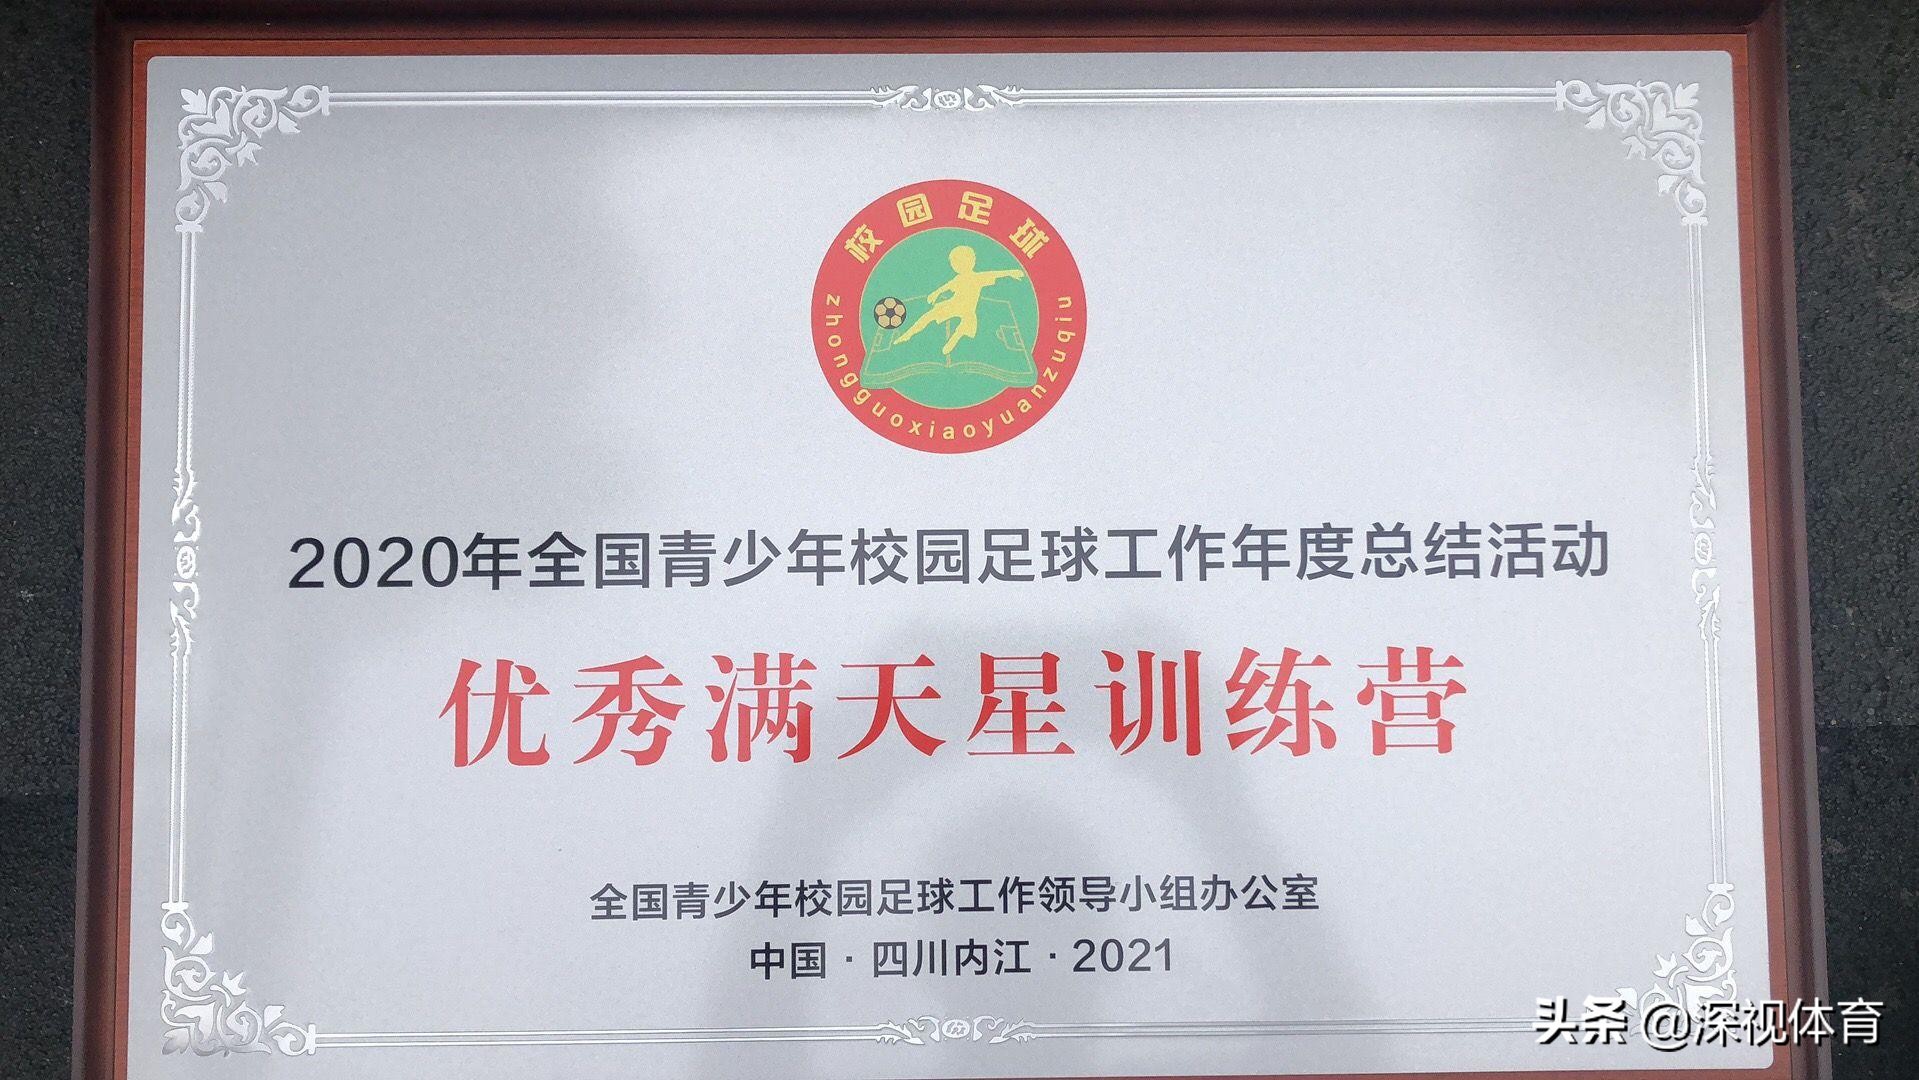 校园足球
zhongguoxiaoyuanzuqiu
2020年全国青少年校园足球工作年度总结活动
优秀满天星训练营
全国青少年校园足球工作领导小组办公室
中国·四川内江·2021
头条 @深视体育